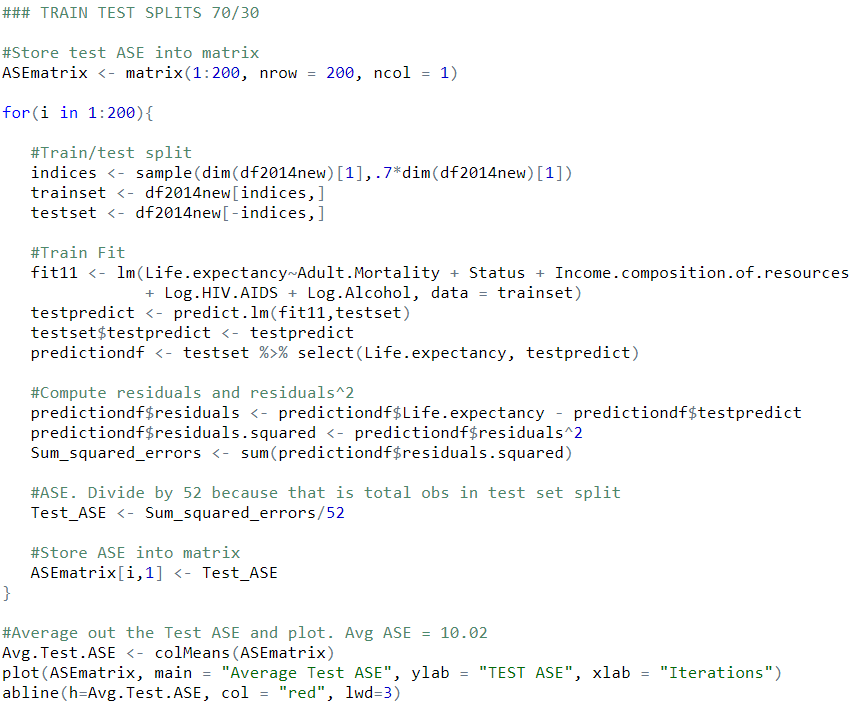 ### TRAIN TEST SPLITS 70/30
#Store test ASE into matrix
ASEmatrix <- matrix(1:200, nrow = 200, ncol = 1)
for(i in 1:200){
#Train/test split
indices <- sample(dim(df2014new)[1],.7*dim(df2014new)[1])
trainset <- df2014new[indices,]
testset <- df2014new[-indices,]
#Train Fit
fit11 <- lm(Life.expectancy~Adult.Mortality + Status + Income.composition.of.resources
+ Log.HIV.AIDS + Log.Alcohol, data = trainset)
testpredict <- predict.lm(fit11,testset)
testset$testpredict <- testpredict
predictiondf <- testset %>% select(Life.expectancy, testpredict)
#Compute residuals and residuals^2
predictiondf$residuals <- predictiondf$Life.expectancy - predictiondf$testpredict
predictiondf$residuals.squared <- predictiondf$residuals^2
Sum_squared_errors <- sum(predictiondf$residuals.squared)
#ASE. Divide by 52 because that is total obs in test set split
Test_ASE <- Sum_squared_errors/52
#Store ASE into matrix
ASEmatrix[i,1] <- Test_ASE
}
#Average out the Test ASE and plot. Avg ASE = 10.02
Avg.Test.ASE <- colMeans(ASEmatrix)
plot(ASEmatrix, main = "Average Test ASE", ylab = "TEST ASE", xlab = "Iterations")
abline(h=Avg.Test.ASE, col = "red", lwd=3)